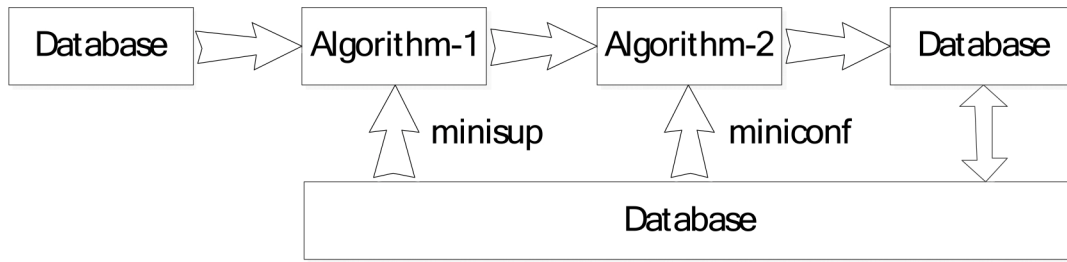 Database
Algorithm-1
Algorithm-2
Database
minisup
miniconf
Database